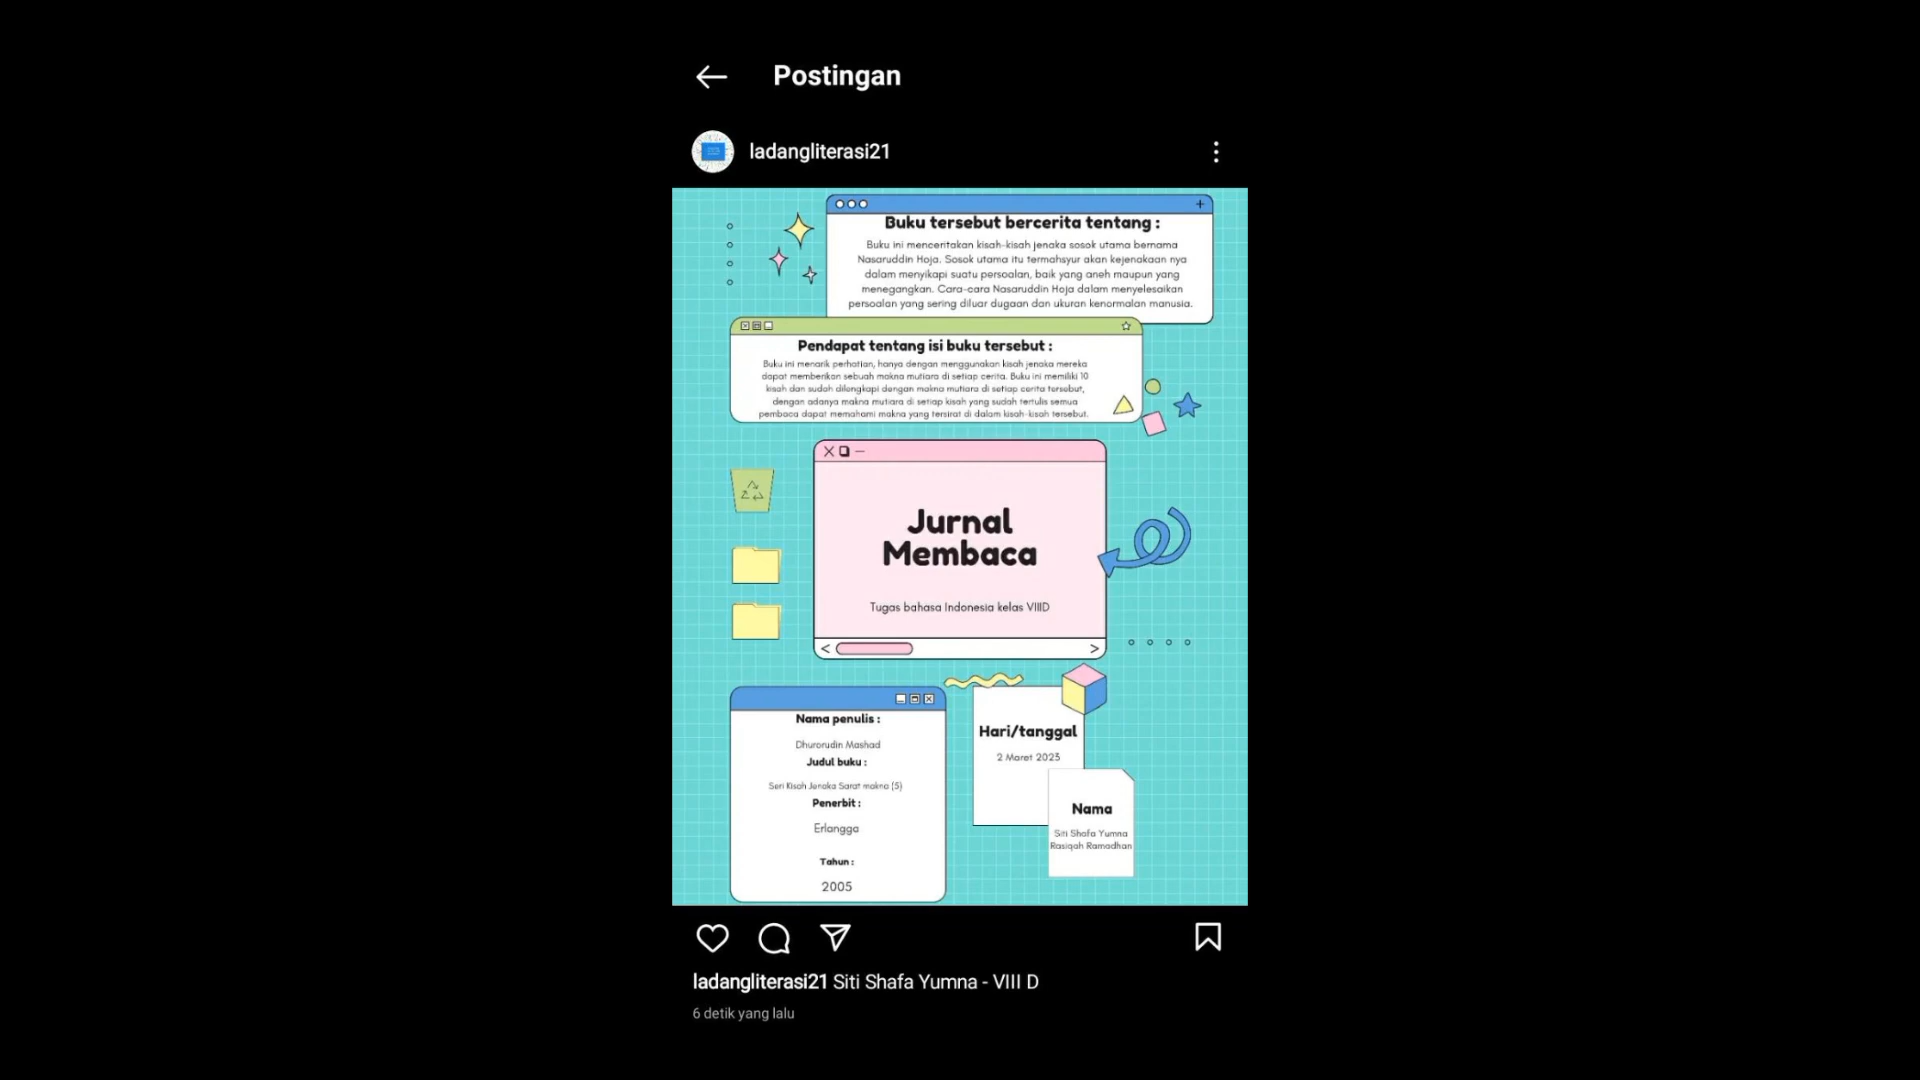 Postingan
ladangliterasi21
Buku tersebut bercerita tentang :
Buku ini menceritakan kisah-kisah jenaka sosok utama bernama
Nasaruddin Hoja. Sosok utama itu termahsyur akan kejenakaan nya
dalam menyikapi suatu persoalan, baik yang aneh maupun yang
menegangkan. Cara-cara Nasaruddin Hoja dalam menyelesaikan
persoalan yang sering diluar dugaan dan ukuran kenormalan manusia.
Pendapat tentang isi buku tersebut :
Buku ini menarik perhatian, hanya dengan menggunakan kisah jenaka mereka
dapat memberikan sebuah makna mutiara di setiap cerita. Buku ini memiliki 10
kisah dan sudah dilengkapi dengan makna mutiara di setiap cerita tersebut,
dengan adanya makna mutiara di setiap kisah yang sudah tertulis semua
pembaca dapat memahami makna yang tersirat di dalam kisah-kisah tersebut.
Jurnal
Membaca
Tugas bahasa Indonesia kelas VIIID
Nama penulis :
Dhurorudin Mashad
Judul buku :
Seri Kisah Jenaka Sarat makna (5)
Penerbit :
Erlangga
Tahun :
2005
Hari/tanggal
2 Maret 2023
Nama
Siti Shafa Yumna
Rasiqah Ramadhan
ladangliterasi21 Siti Shafa Yumna - VIII D
6 detik yang lalu